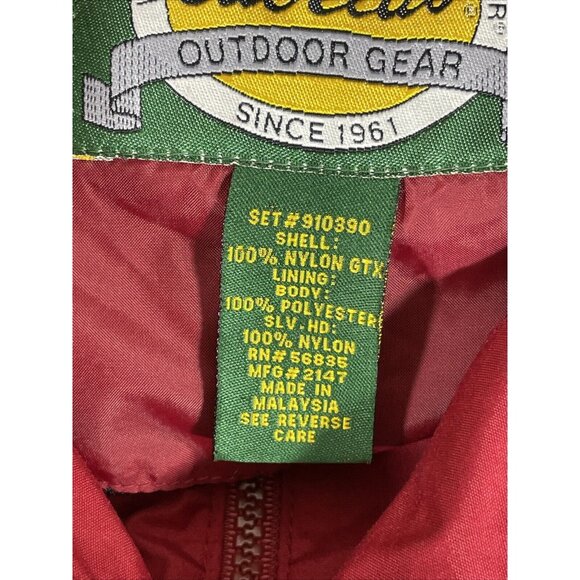 R®
®
OUTDOOR GEAR
SINCE 1961
SET#910390
SHELL:
100% NYLON GTX
LINING:
BODY:
100% POLYESTER
SLV-HD:
100% NYLON
RN#56835
MFG#2147
MADE IN
MALAYSIA
SEE REVERSE
CARE